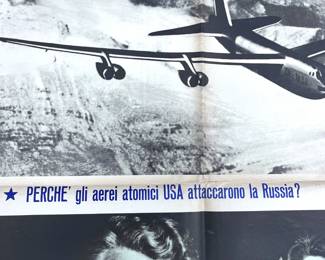 ★ PERCHE' gli aerei atomici USA attaccarono la Russia?